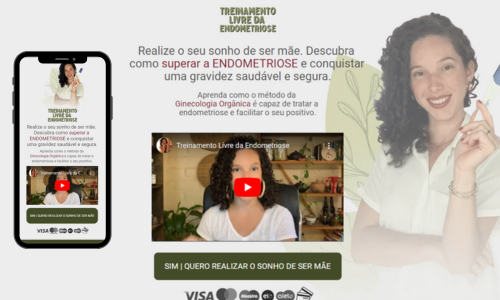 TREINAMENTO
LIVRE DA
ENDOMETRIOSE
Realize o seu sonho de ser mãe. Descubra
como superar a ENDOMETRIOSE e conquistar
uma gravidez saudável e segura.
Aprenda como o método da
Ginecologia Orgânica é capaz de tratar a
endometriose e facilitar o seu positivo.
Treinamento Livre da Endometriose
SIM | QUERO REALIZAR O SONHO DE SER MÃE
VISA
Maestro
elo
cielo
TREINAMENTO
LIVRE DA
ENDOMETRIOSE
Realize o seu sonho de ser mãe.
Descubra como superar a
ENDOMETRIOSE e conquistar
uma gravidez saudável e segura.
Aprenda como o método da
Ginecologia Orgânica é capaz de tratar a
endometriose e facilitar o seu positivo.
Treinamento Livre da E...
SIM | QUERO REALIZAR O SONHO DE SER MÃE
VISA